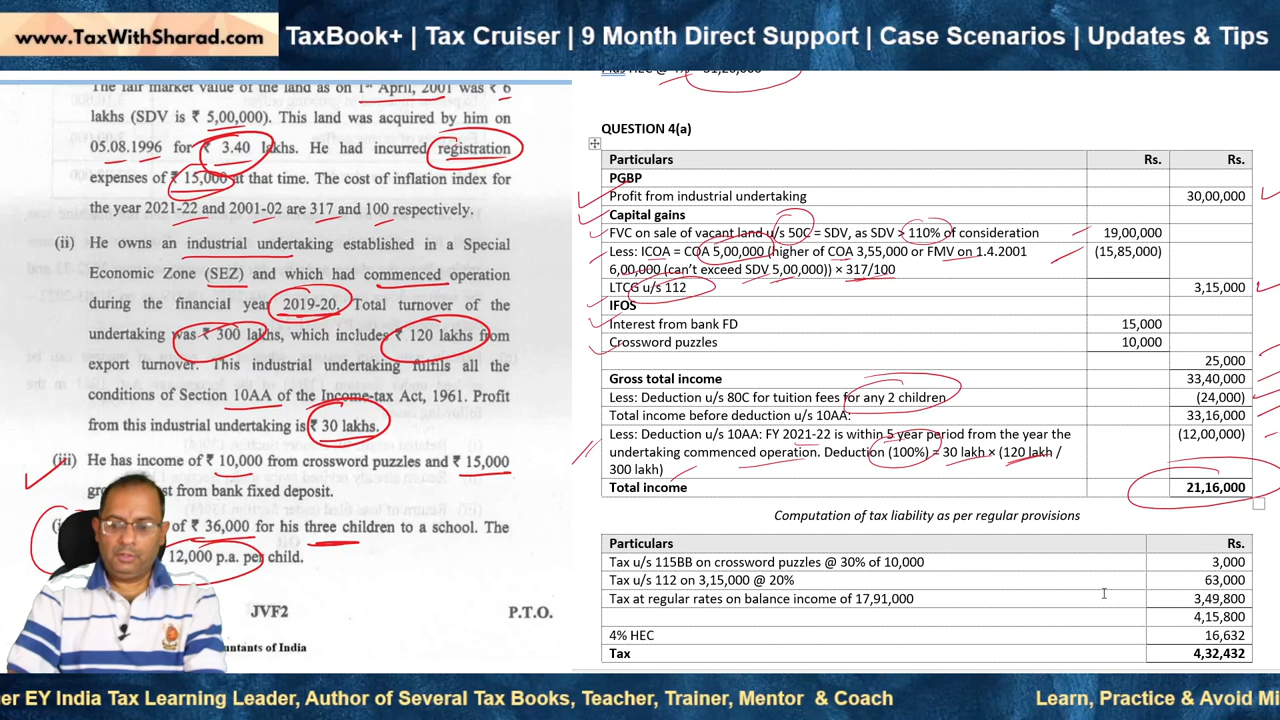 www.TaxWithSharad.com
TaxBook+ | Tax Cruiser | 9 Month Direct Support | Case Scenarios | Updates & Tips
The fair market value of the land as on 1st April, 2001 was ₹ 6
lakhs (SDV is ₹ 5,00,000). This land was acquired by him on
05.08.1996 for ₹ 3.40 lakhs. He had incurred registration
expenses of ₹ 15,000 at that time. The cost of inflation index for
the year 2021-22 and 2001-02 are 317 and 100 respectively.
(ii) He owns an industrial undertaking established in a Special
Economic Zone (SEZ) and which had commenced operation
during the financial year 2019-20. Total turnover of the
undertaking was ₹ 300 lakhs, which includes ₹ 120 lakhs from
export turnover. This industrial undertaking fulfils all the
conditions of Section 10AA of the Income-tax Act, 1961. Profit
from this industrial undertaking is ₹ 30 lakhs.
(iii) He has income of ₹ 10,000 from crossword puzzles and ₹ 15,000
from bank fixed deposit.
of ₹ 36,000 for his three children to a school. The
12,000 p.a. per child.
JVF2 P.T.O.
of India
QUESTION 4(a)
Particulars Rs. Rs.
PGBP
Profit from industrial undertaking 30,00,000
Capital gains
FVC on sale of vacant land u/s 50C = SDV, as SDV > 110% of consideration 19,00,000
Less: ICOA = COA 5,00,000 (higher of COA 3,55,000 or FMV on 1.4.2001 (15,85,000)
6,00,000 (can't exceed SDV 5,00,000)) × 317/100
LTCG u/s 112 3,15,000
IFOS
Interest from bank FD 15,000
Crossword puzzles 10,000
25,000
Gross total income 33,40,000
Less: Deduction u/s 80C for tuition fees for any 2 children (24,000)
Total income before deduction u/s 10AA: 33,16,000
Less: Deduction u/s 10AA: FY 2021-22 is within 5 year period from the year the (12,00,000)
undertaking commenced operation. Deduction (100%) = 30 lakh × (120 lakh /
300 lakh)
Total income 21,16,000
Computation of tax liability as per regular provisions
Particulars Rs.
Tax u/s 115BB on crossword puzzles @ 30% of 10,000 3,000
Tax u/s 112 on 3,15,000 @ 20% 63,000
Tax at regular rates on balance income of 17,91,000 3,49,800
4,15,800
4% HEC 16,632
Tax 4,32,432
er EY India Tax Learning Leader, Author of Several Tax Books, Teacher, Trainer, Mentor & Coach Learn, Practice & Avoid Mi